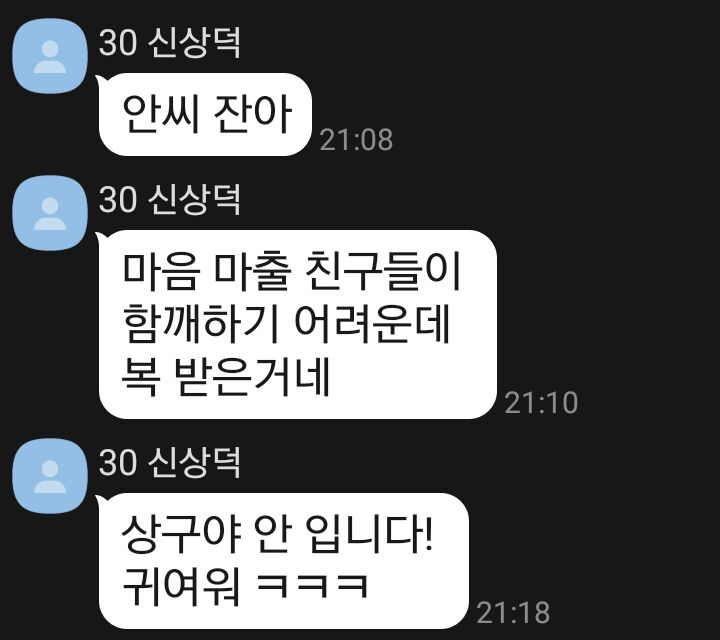 30 신상덕
안씨 잔아
21:08
30 신상덕
마음 마출 친구들이
함깨하기 어려운데
복 받은거네
21:10
30 신상덕
상구야 안 입니다!
귀여워 ㅋㅋㅋ
21:18